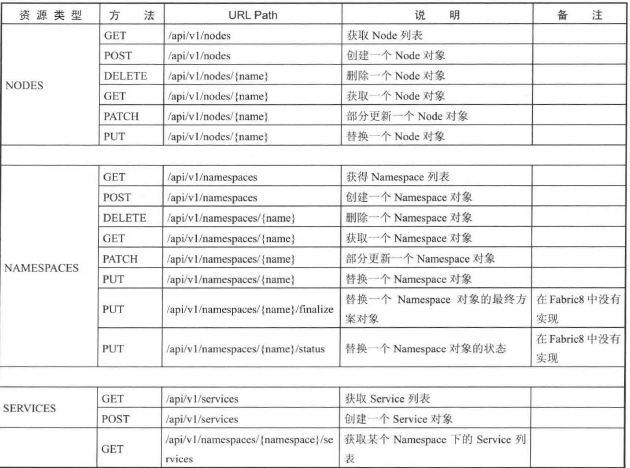 资源类型 方法 URL Path 说明 备注
NODES
GET /api/v1/nodes 获取 Node 列表
POST /api/v1/nodes 创建一个 Node 对象
DELETE /api/v1/nodes/{name} 删除一个 Node 对象
GET /api/v1/nodes/{name} 获取一个 Node 对象
PATCH /api/v1/nodes/{name} 部分更新一个 Node 对象
PUT /api/v1/nodes/{name} 替换一个 Node 对象
NAMESPACES
GET /api/v1/namespaces 获得 Namespace 列表
POST /api/v1/namespaces 创建一个 Namespace 对象
DELETE /api/v1/namespaces/{name} 删除一个 Namespace 对象
GET /api/v1/namespaces/{name} 获取一个 Namespace 对象
PATCH /api/v1/namespaces/{name} 部分更新一个 Namespace 对象
PUT /api/v1/namespaces/{name} 替换一个 Namespace 对象
PUT /api/v1/namespaces/{name}/finalize 替换一个 Namespace 对象的最终方 在 Fabric8 中没有
案对象 实现
PUT /api/v1/namespaces/{name}/status 替换一个 Namespace 对象的状态 在 Fabric8 中没有
实现
SERVICES
GET /api/v1/services 获取 Service 列表
POST /api/v1/services 创建一个 Service 对象
GET /api/v1/namespaces/{namespace}/se 获取某个 Namespace 下的 Service 列
rvices 表